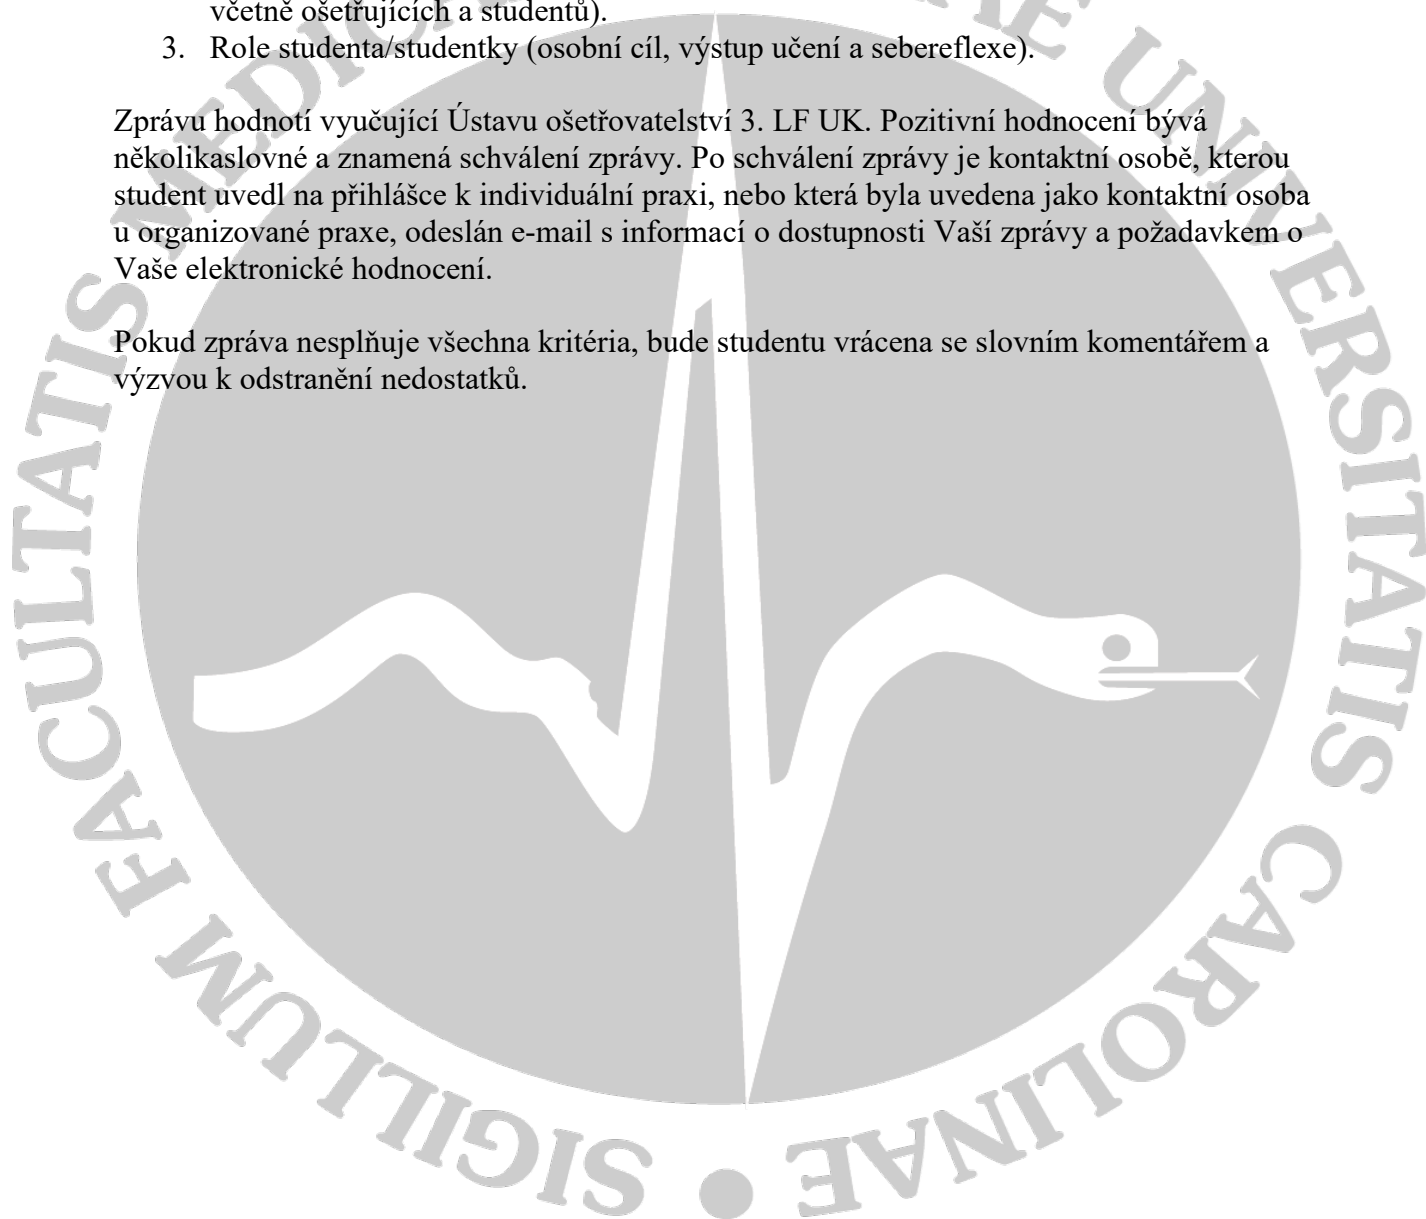 včetně ošetřujících a studentů).
3. Role studenta/studentky (osobní cíl, výstup učení a sebereflexe).
Zprávu hodnotí vyučující Ústavu ošetřovatelství 3. LF UK. Pozitivní hodnocení bývá
několikaslovné a znamená schválení zprávy. Po schválení zprávy je kontaktní osobě, kterou
student uvedl na přihlášce k individuální praxi, nebo která byla uvedena jako kontaktní osoba
u organizované praxe, odeslán e-mail s informací o dostupnosti Vaší zprávy a požadavkem o
Vaše elektronické hodnocení.
Pokud zpráva nesplňuje všechna kritéria, bude studentu vrácena se slovním komentářem a
výzvou k odstranění nedostatků.
SIGILLUM FACULTATIS
UNIVERSITATIS CAROLINAE